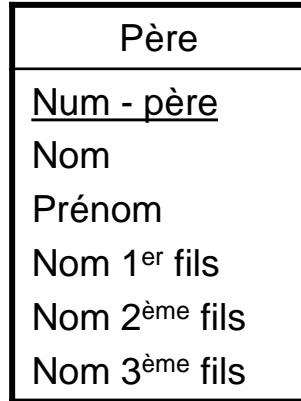 Père
Num - père
Nom
Prénom
Nom 1er fils
Nom 2ème fils
Nom 3ème fils